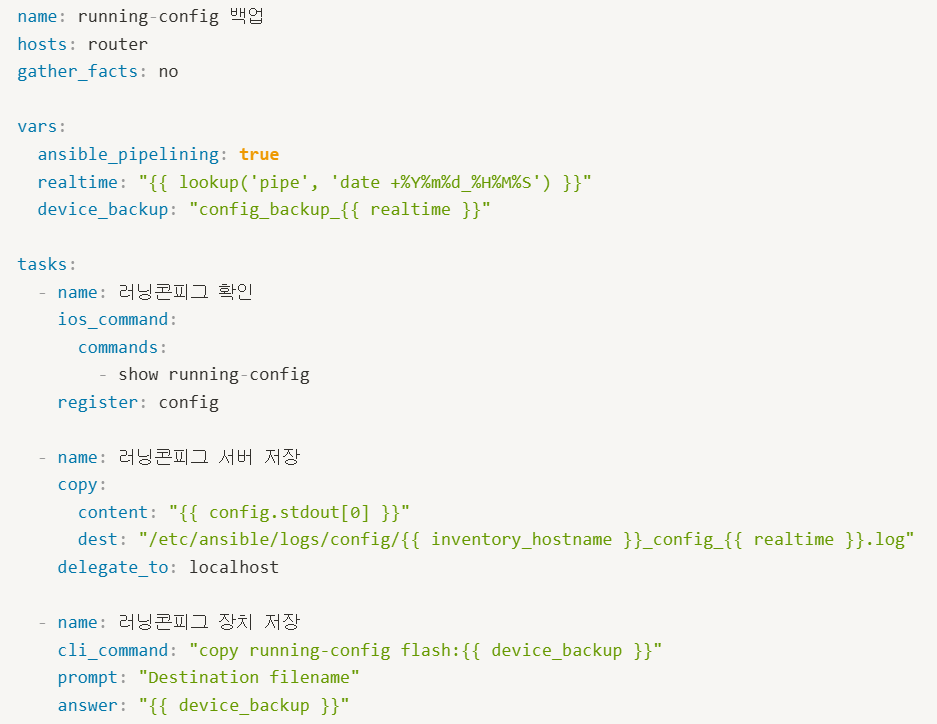 name: running-config 백업
hosts: router
gather_facts: no

vars:
  ansible_pipelining: true
  realtime: "{{ lookup('pipe', 'date +%Y%m%d_%H%M%S') }}"
  device_backup: "config_backup_{{ realtime }}"

tasks:
  - name: 러닝콘피그 확인
    ios_command:
      commands:
        - show running-config
    register: config

  - name: 러닝콘피그 서버 저장
    copy:
      content: "{{ config.stdout[0] }}"
      dest: "/etc/ansible/logs/config/{{ inventory_hostname }}_config_{{ realtime }}.log"
    delegate_to: localhost

  - name: 러닝콘피그 장치 저장
    cli_command: "copy running-config flash:{{ device_backup }}"
    prompt: "Destination filename"
    answer: "{{ device_backup }}"